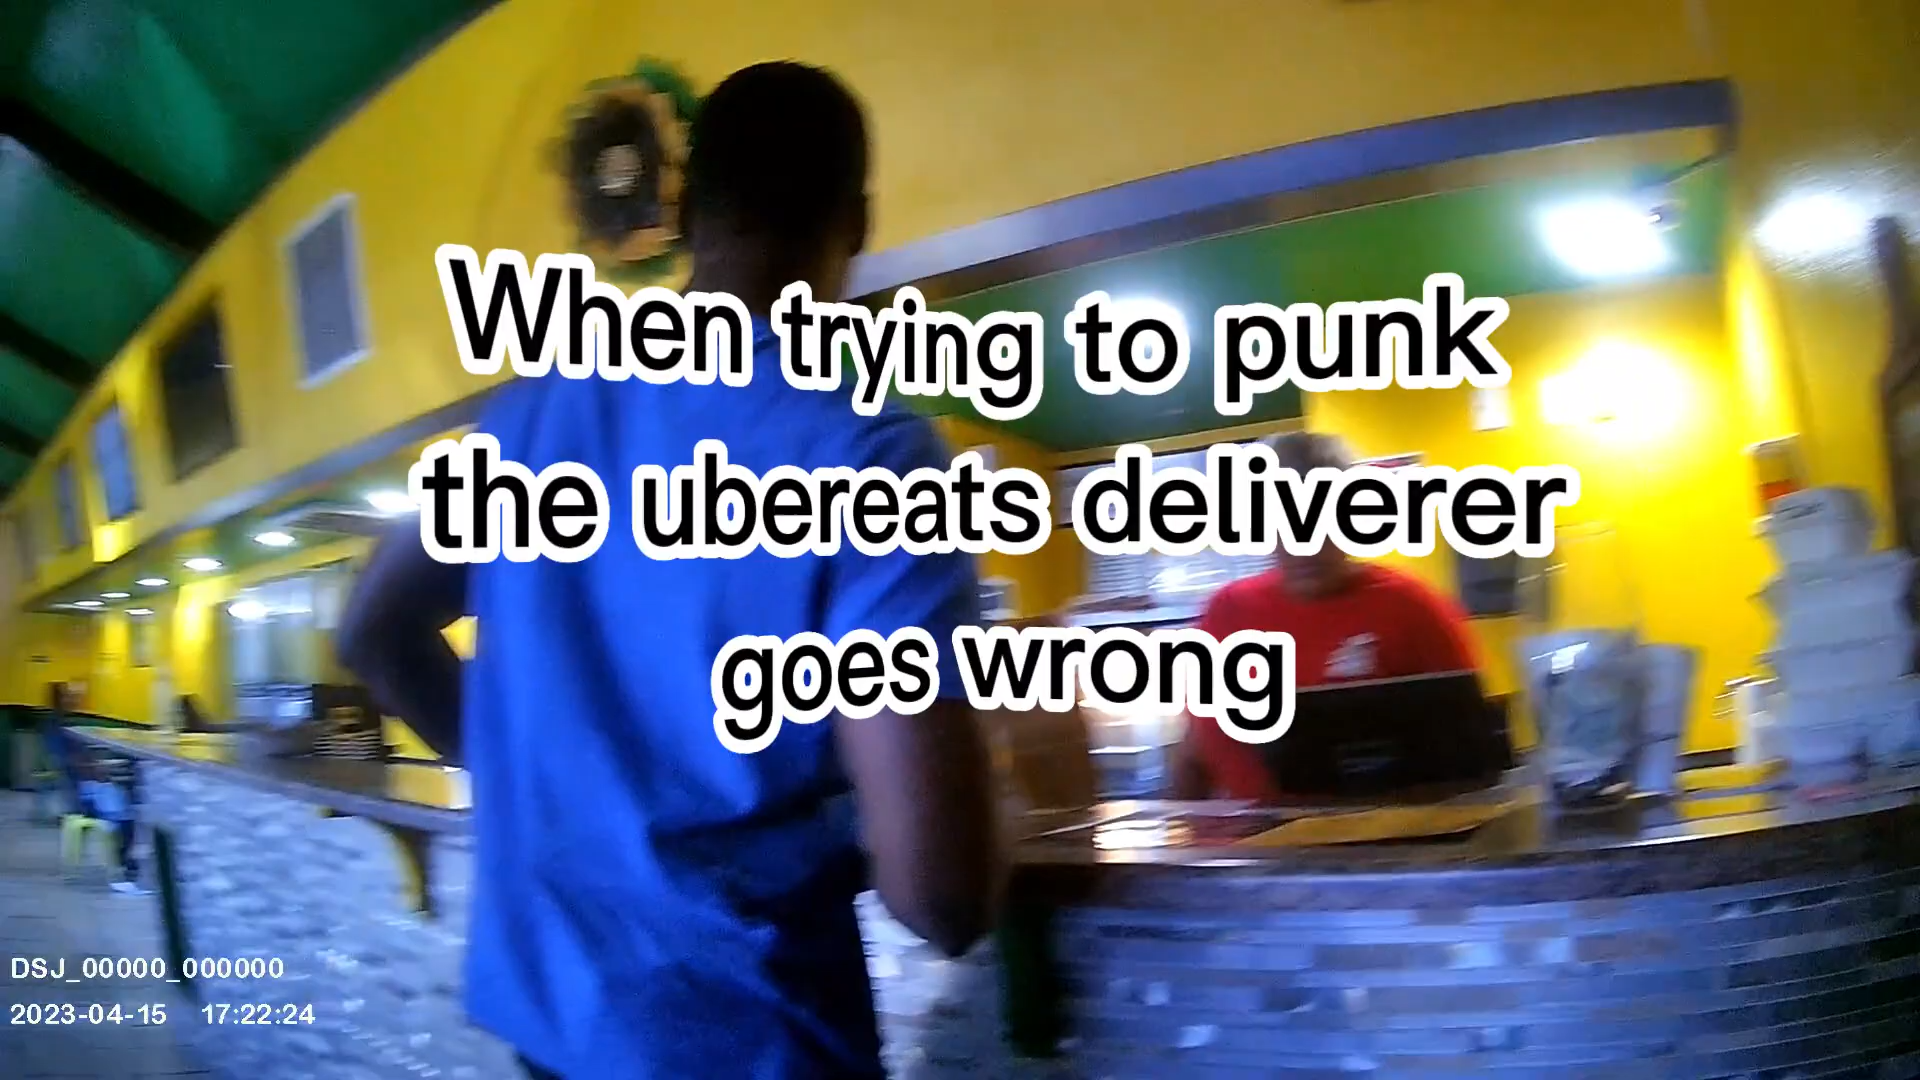 When trying to punk
the ubereats deliverer
goes wrong
DSJ_00000_000000
2023-04-15 17:22:24